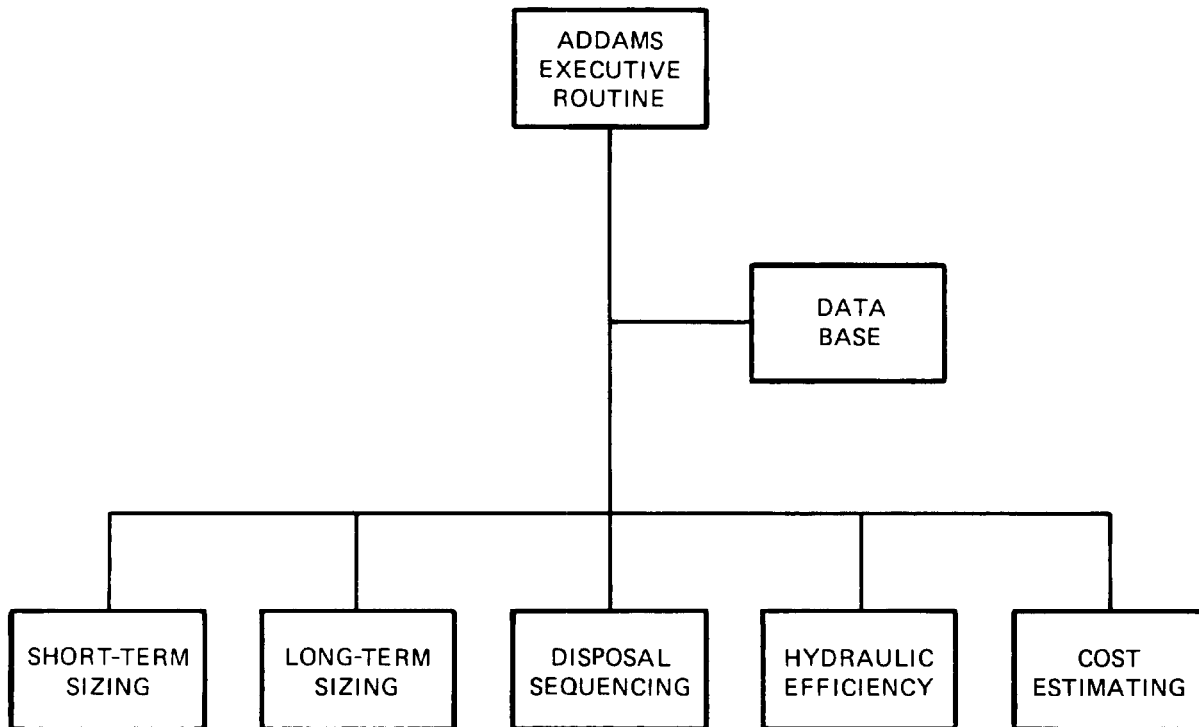 ADDAMS
EXECUTIVE
ROUTINE
DATA
BASE
SHORT-TERM
SIZING
LONG-TERM
SIZING
DISPOSAL
SEQUENCING
HYDRAULIC
EFFICIENCY
COST
ESTIMATING